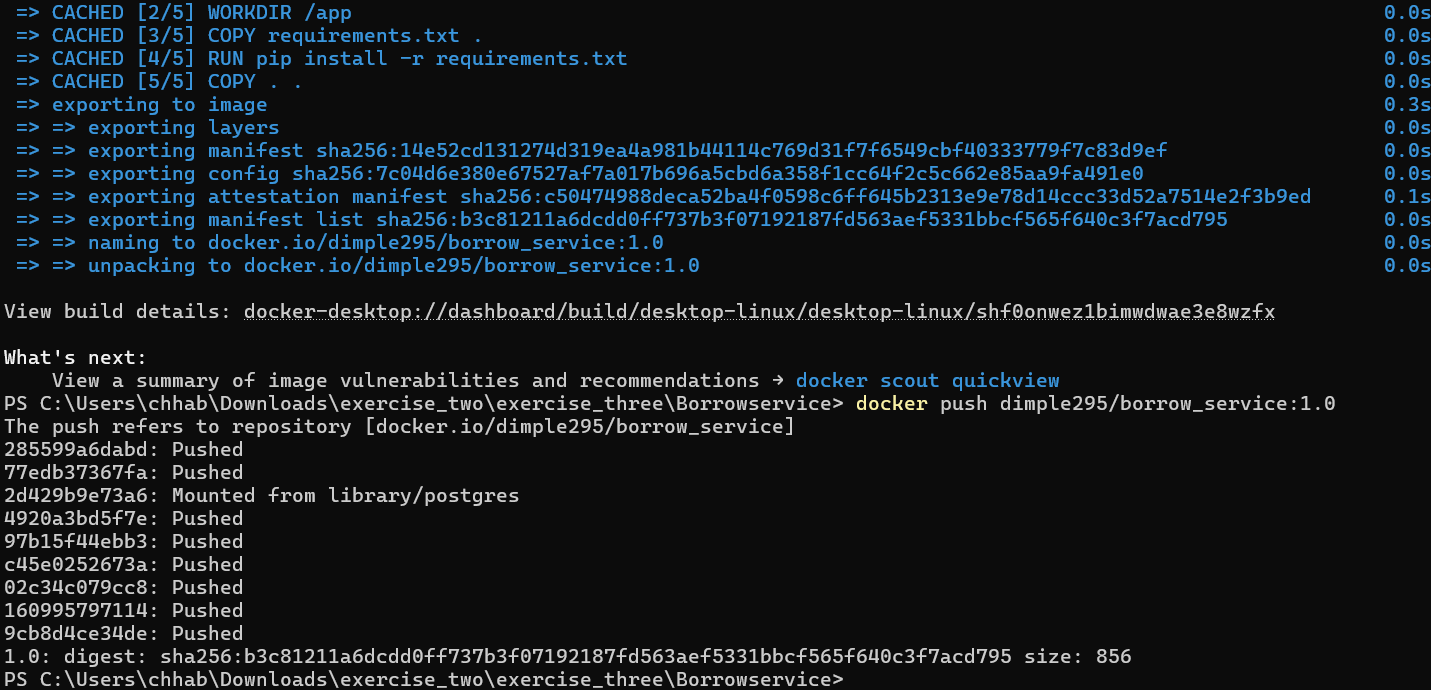 => CACHED [2/5] WORKDIR /app 0.0s
=> CACHED [3/5] COPY requirements.txt . 0.0s
=> CACHED [4/5] RUN pip install -r requirements.txt 0.0s
=> CACHED [5/5] COPY . . 0.0s
=> exporting to image 0.3s
=> => exporting layers 0.0s
=> => exporting manifest sha256:14e52cd131274d319ea4a981b44114c769d31f7f6549cbf40333779f7c83d9ef 0.0s
=> => exporting config sha256:7c04d6e380e67527af7a017b696a5cbd6a358f1cc64f2c5c662e85aa9fa491e0 0.0s
=> => exporting attestation manifest sha256:c50474988deca52ba4f0598c6ff645b2313e9e78d14ccc33d52a7514e2f3b9ed 0.1s
=> => exporting manifest list sha256:b3c81211a6dcdd0ff737b3f07192187fd563aef5331bbcf565f640c3f7acd795 0.0s
=> => naming to docker.io/dimple295/borrow_service:1.0 0.0s
=> => unpacking to docker.io/dimple295/borrow_service:1.0 0.0s
View build details: docker-desktop://dashboard/build/desktop-linux/desktop-linux/shf0onwez1bimwdwae3e8wzfx
What's next:
View a summary of image vulnerabilities and recommendations → docker scout quickview
PS C:\Users\chhab\Downloads\exercise_two\exercise_three\Borrowservice> docker push dimple295/borrow_service:1.0
The push refers to repository [docker.io/dimple295/borrow_service]
285599a6dabd: Pushed
77edb37367fa: Pushed
2d429b9e73a6: Mounted from library/postgres
4920a3bd5f7e: Pushed
97b15f44ebb3: Pushed
c45e0252673a: Pushed
02c34c079cc8: Pushed
160995797114: Pushed
9cb8d4ce34de: Pushed
1.0: digest: sha256:b3c81211a6dcdd0ff737b3f07192187fd563aef5331bbcf565f640c3f7acd795 size: 856
PS C:\Users\chhab\Downloads\exercise_two\exercise_three\Borrowservice>